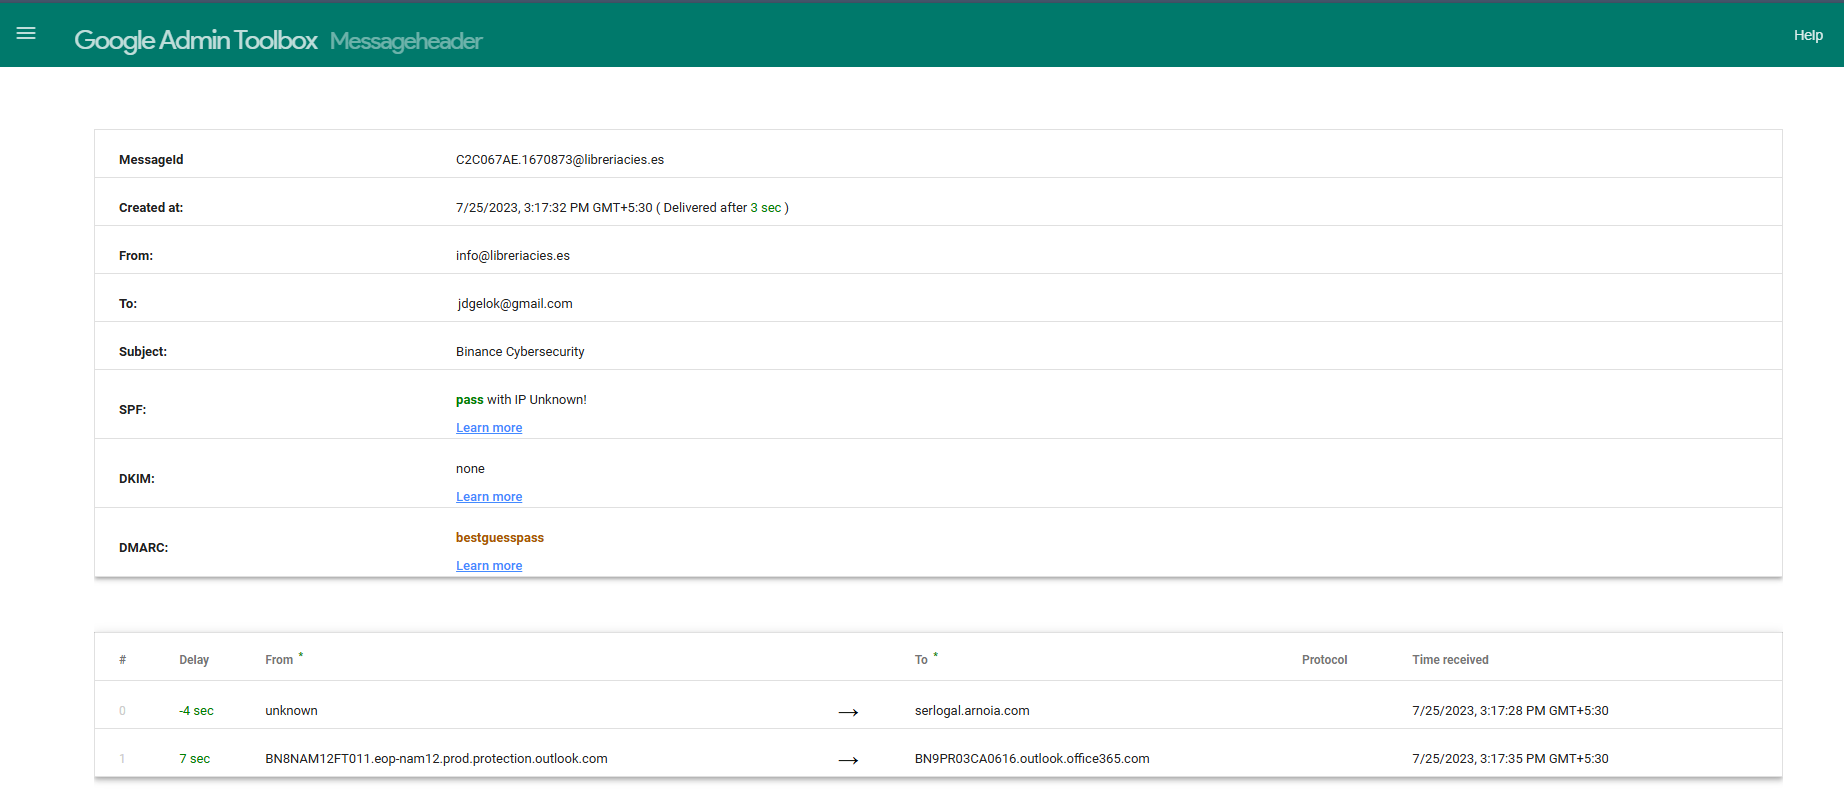 Google Admin Toolbox Messageheader Help
MessageId C2C067AE.1670873@libreriacies.es
Created at: 7/25/2023, 3:17:32 PM GMT+5:30 ( Delivered after 3 sec )
From: info@libreriacies.es
To: jdgelok@gmail.com
Subject: Binance Cybersecurity
SPF: pass with IP Unknown!
Learn more
DKIM: none
Learn more
DMARC: bestguesspass
Learn more
# Delay From * To * Protocol Time received
0 -4 sec unknown → serlogal.arnoia.com 7/25/2023, 3:17:28 PM GMT+5:30
1 7 sec BN8NAM12FT011.eop-nam12.prod.protection.outlook.com → BN9PR03CA0616.outlook.office365.com 7/25/2023, 3:17:35 PM GMT+5:30